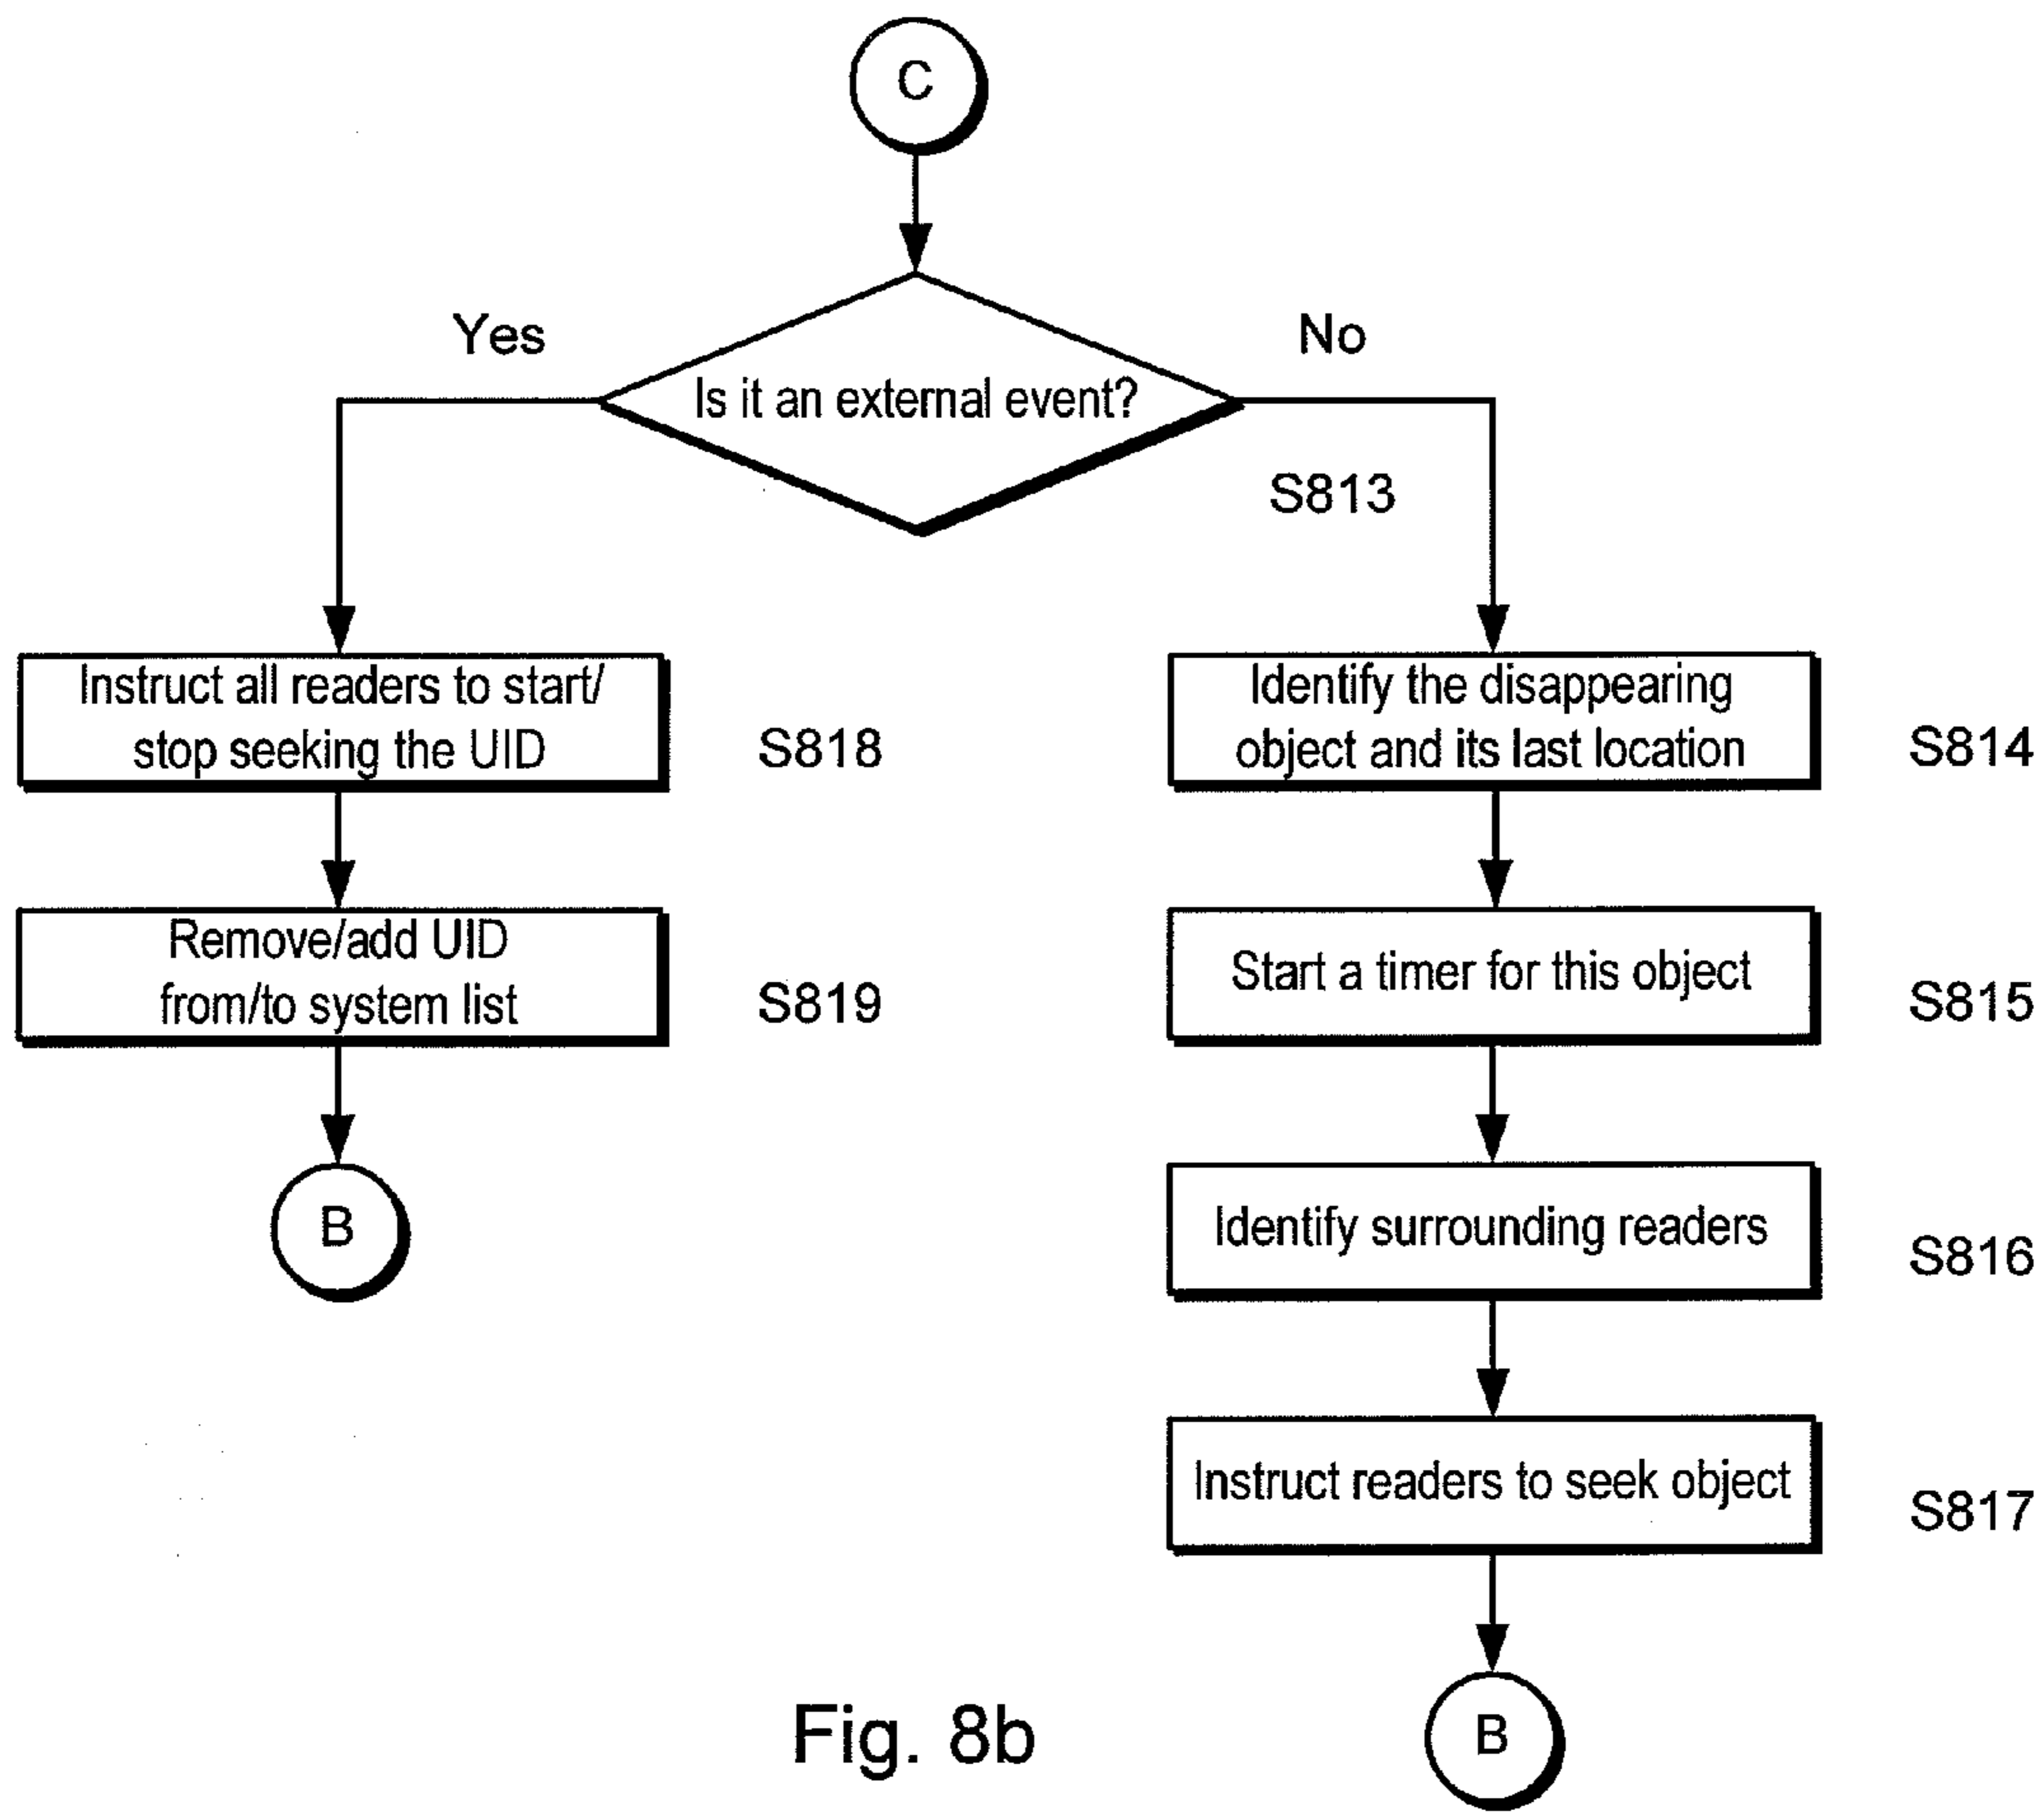 C
Yes
No
Is it an external event?
S813
Instruct all readers to start/
stop seeking the UID
S818
Identify the disappearing
object and its last location
S814
Remove/add UID
from/to system list
S819
Start a timer for this object
S815
B
Identify surrounding readers
S816
Instruct readers to seek object
S817
B
Fig. 8b